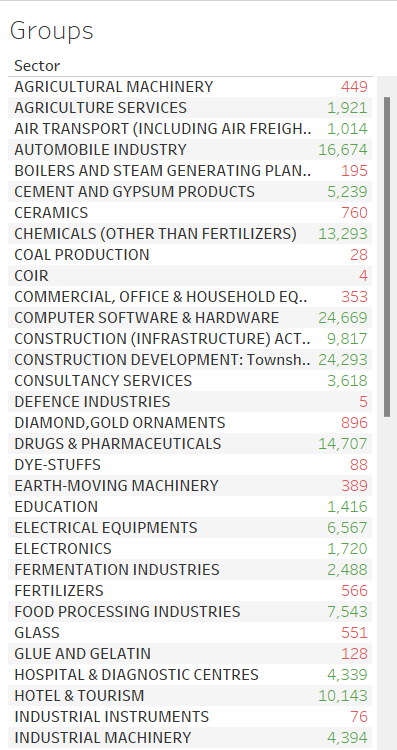 Groups
Sector
AGRICULTURAL MACHINERY 449
AGRICULTURE SERVICES 1,921
AIR TRANSPORT (INCLUDING AIR FREIGH.. 1,014
AUTOMOBILE INDUSTRY 16,674
BOILERS AND STEAM GENERATING PLAN.. 195
CEMENT AND GYPSUM PRODUCTS 5,239
CERAMICS 760
CHEMICALS (OTHER THAN FERTILIZERS) 13,293
COAL PRODUCTION 28
COIR 4
COMMERCIAL, OFFICE & HOUSEHOLD EQ.. 353
COMPUTER SOFTWARE & HARDWARE 24,669
CONSTRUCTION (INFRASTRUCTURE) ACT.. 9,817
CONSTRUCTION DEVELOPMENT: Townsh.. 24,293
CONSULTANCY SERVICES 3,618
DEFENCE INDUSTRIES 5
DIAMOND,GOLD ORNAMENTS 896
DRUGS & PHARMACEUTICALS 14,707
DYE-STUFFS 88
EARTH-MOVING MACHINERY 389
EDUCATION 1,416
ELECTRICAL EQUIPMENTS 6,567
ELECTRONICS 1,720
FERMENTATION INDUSTRIES 2,488
FERTILIZERS 566
FOOD PROCESSING INDUSTRIES 7,543
GLASS 551
GLUE AND GELATIN 128
HOSPITAL & DIAGNOSTIC CENTRES 4,339
HOTEL & TOURISM 10,143
INDUSTRIAL INSTRUMENTS 76
INDUSTRIAL MACHINERY 4,394